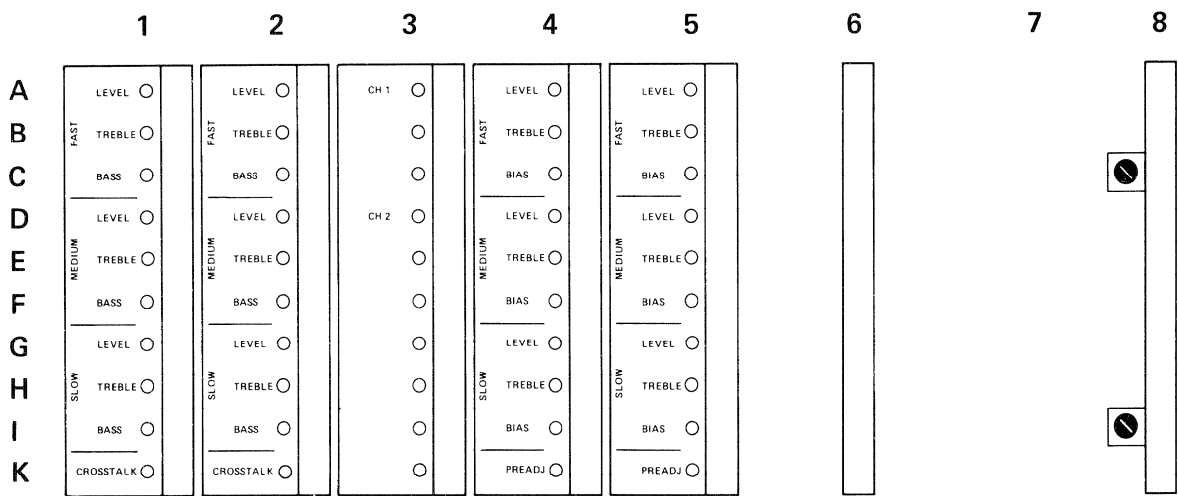 1 2 3 4 5 6 7 8
A LEVEL LEVEL CH 1 LEVEL LEVEL
B FAST TREBLE FAST TREBLE FAST TREBLE FAST TREBLE
C BASS BASS BIAS BIAS
D LEVEL LEVEL CH 2 LEVEL LEVEL
E MEDIUM TREBLE MEDIUM TREBLE MEDIUM TREBLE MEDIUM TREBLE
F BASS BASS BIAS BIAS
G LEVEL LEVEL LEVEL LEVEL
H SLOW TREBLE SLOW TREBLE SLOW TREBLE SLOW TREBLE
I BASS BASS BIAS BIAS
K CROSSTALK CROSSTALK PREADJ PREADJ